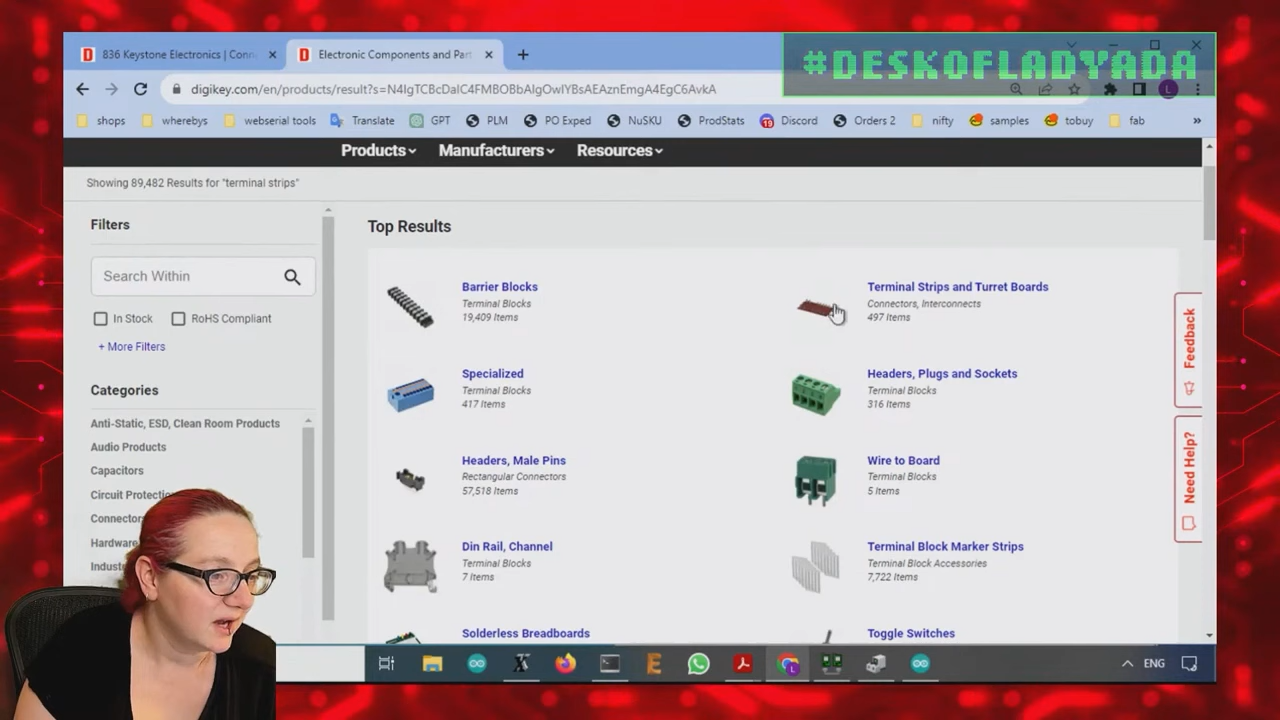 #DESKOFLADYADA
836 Keystone Electronics | Conn
Electronic Components and Part
digikey.com/en/products/result?s=N4IgTCBcDaIC4FMBOBbAIgOwIYBsAEAznEmgA4EgC6AvkA
shops
wherebys
webserial tools
Translate
GPT
PLM
PO Exped
NuSKU
ProdStats
19
Discord
Orders 2
nifty
samples
tobuy
fab
»
Products
Manufacturers
Resources
Showing 89,482 Results for "terminal strips"
Filters
Search Within
In Stock
RoHS Compliant
+ More Filters
Categories
Anti-Static, ESD, Clean Room Products
Audio Products
Capacitors
Circuit Protectio
Connector
Hardware
Indust
Top Results
Barrier Blocks
Terminal Blocks
19,409 Items
Terminal Strips and Turret Boards
Connectors, Interconnects
497 Items
Specialized
Terminal Blocks
417 Items
Headers, Plugs and Sockets
Terminal Blocks
316 Items
Headers, Male Pins
Rectangular Connectors
57,518 Items
Wire to Board
Terminal Blocks
5 Items
Din Rail, Channel
Terminal Blocks
7 Items
Terminal Block Marker Strips
Terminal Block Accessories
7,722 Items
Solderless Breadboards
Toggle Switches
Feedback
Need Help?
ENG